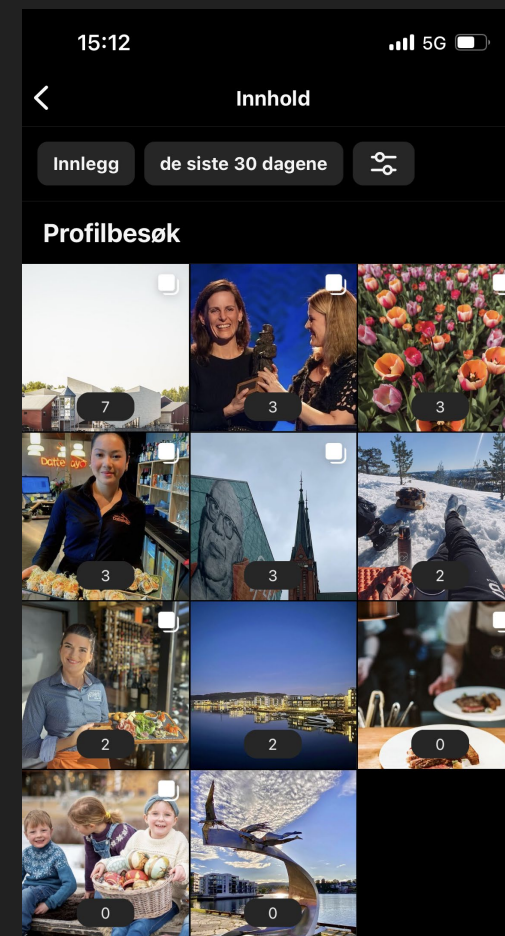 15:12 5G
Innhold
Innlegg de siste 30 dagene
Profilbesøk
7 3 3
3 3 2
2 2 0
0 0